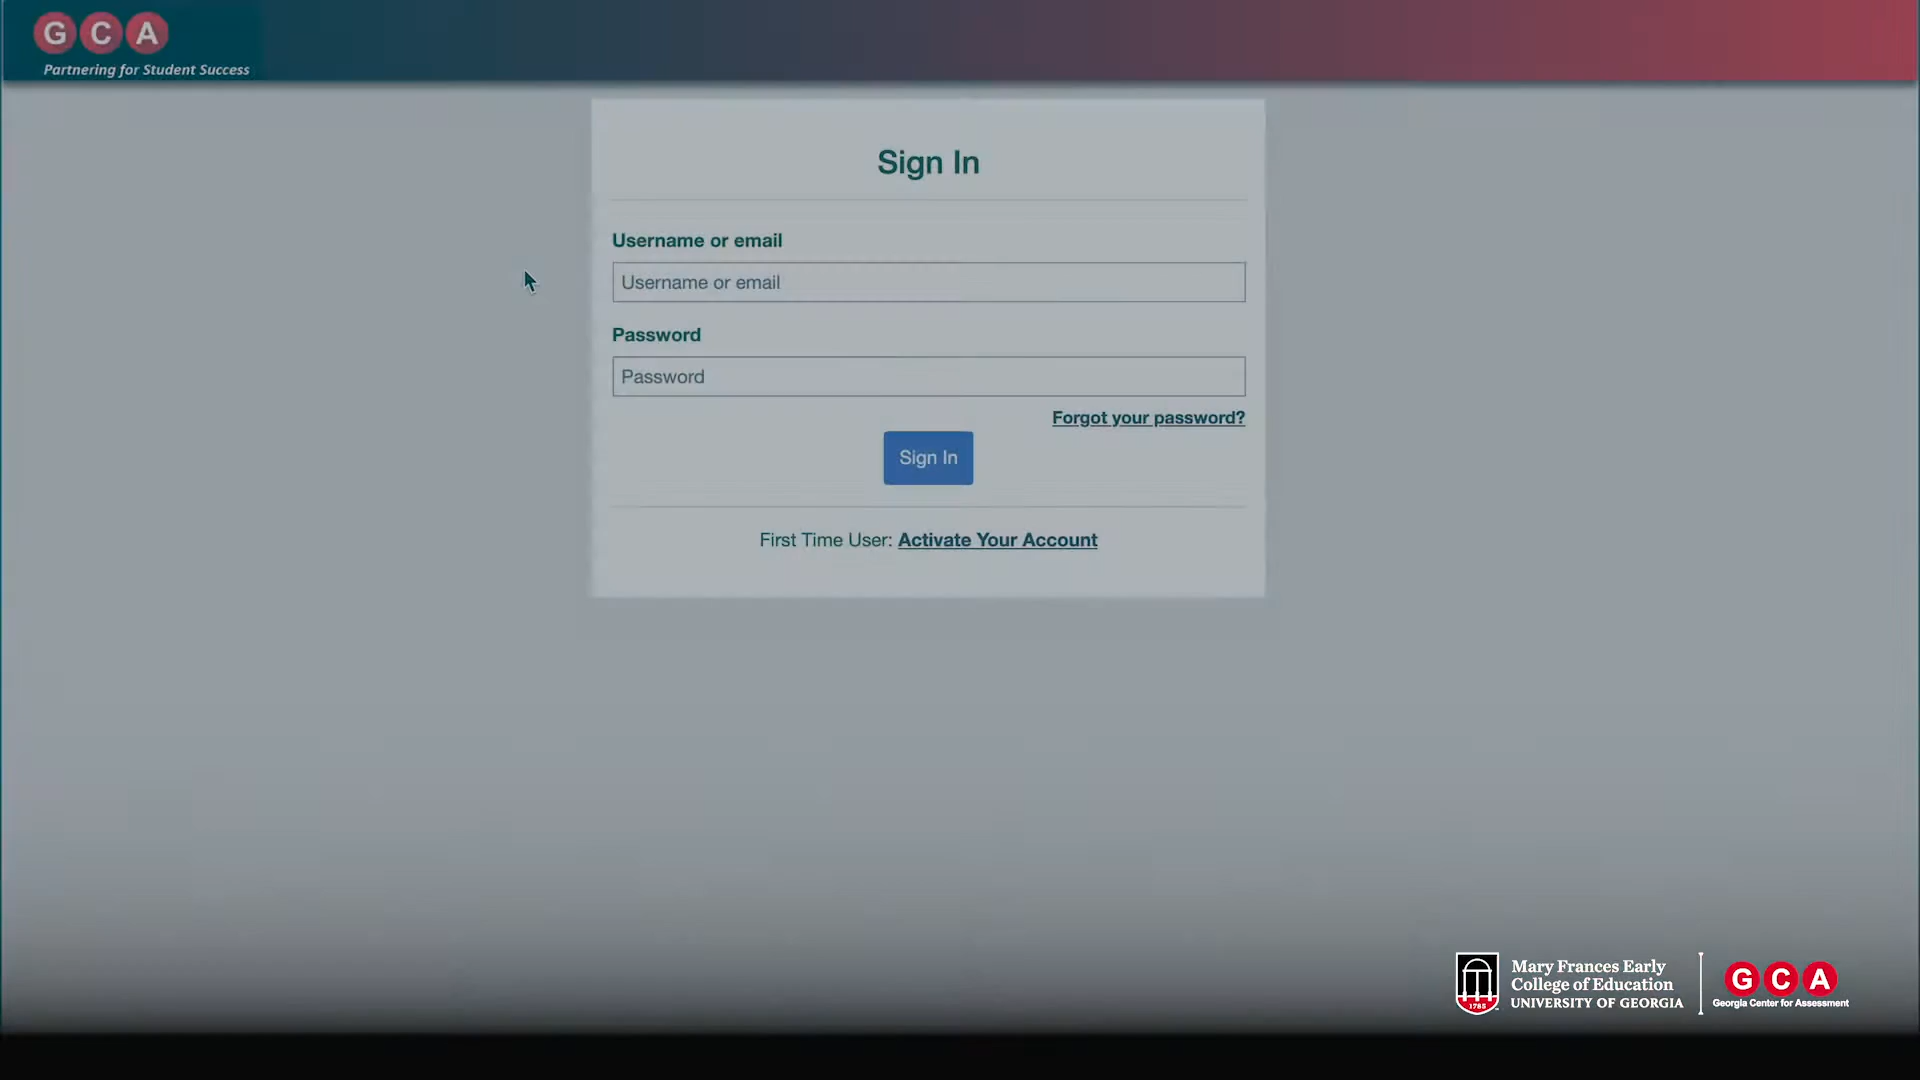 G C A
Partnering for Student Success
Sign In
Username or email
Username or email
Password
Password
Forgot your password?
Sign In
First Time User: Activate Your Account
1785
Mary Frances Early
College of Education
UNIVERSITY OF GEORGIA
G C A
Georgia Center for Assessment